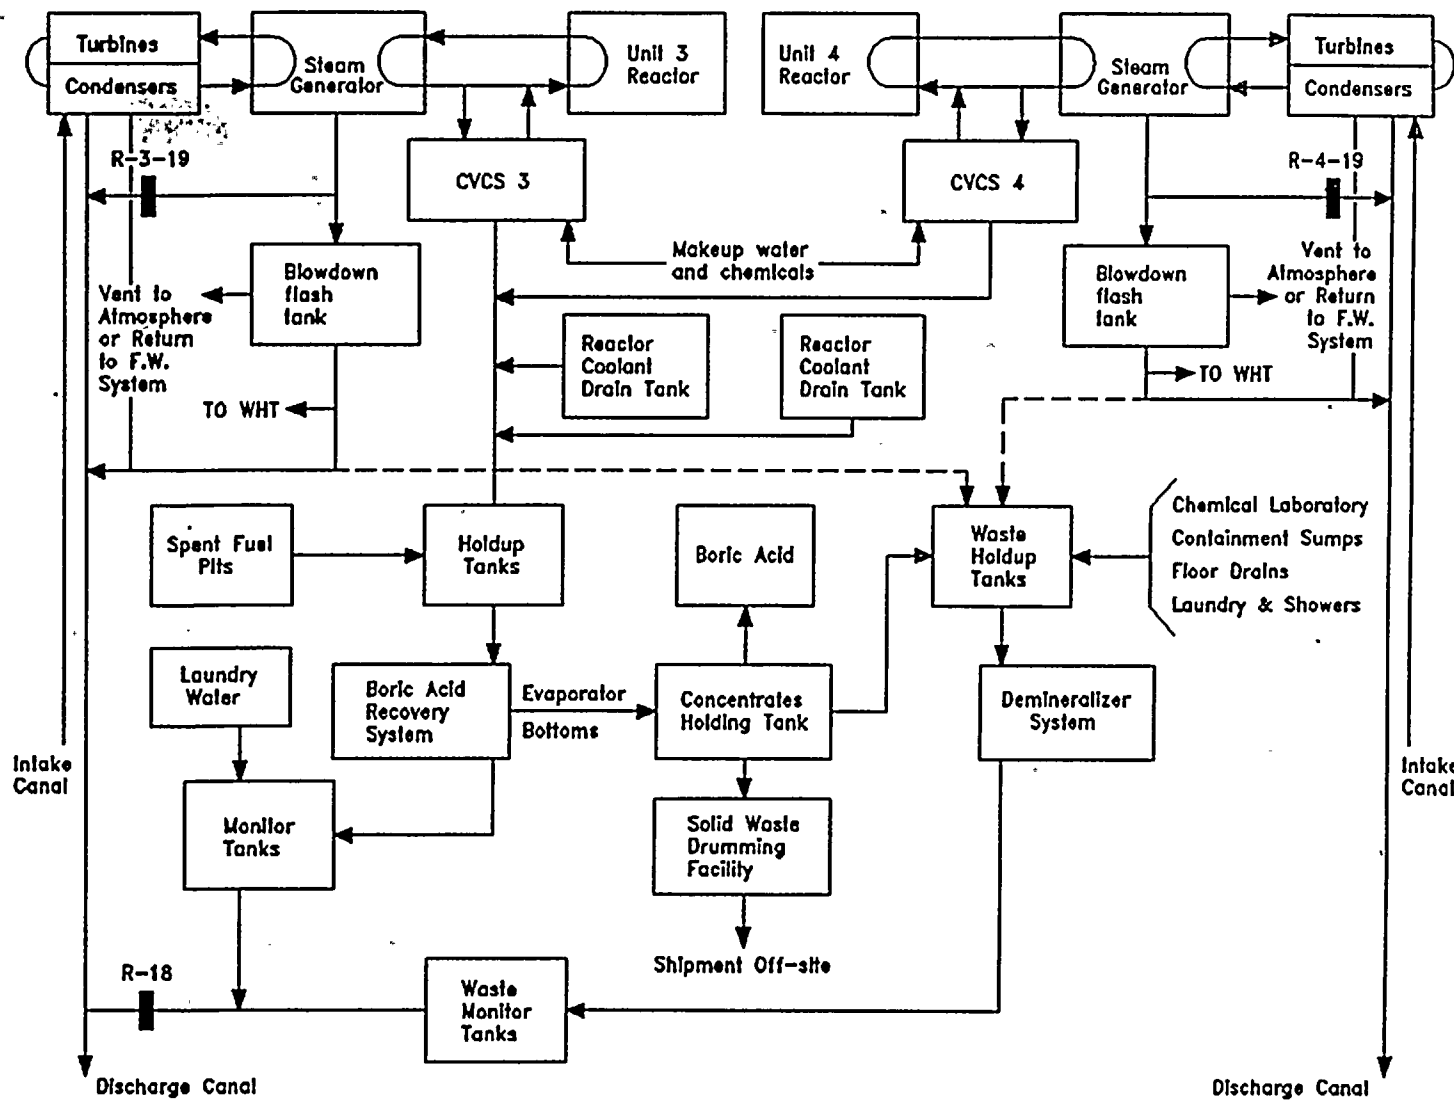 Turbines
Condensers
Steam
Generator
Unit 3
Reactor
Unit 4
Reactor
Steam
Generator
Turbines
Condensers
R-3-19
CVCS 3
CVCS 4
R-4-19
Makeup water
and chemicals
Blowdown
flash
tank
Vent to
Atmosphere
or Return
to F.W.
System
Blowdown
flash
tank
Vent to
Atmosphere
or Return
to F.W.
System
Reactor
Coolant
Drain Tank
Reactor
Coolant
Drain Tank
TO WHT
TO WHT
Spent Fuel
Pits
Holdup
Tanks
Boric Acid
Waste
Holdup
Tanks
Chemical Laboratory
Containment Sumps
Floor Drains
Laundry & Showers
Laundry
Water
Boric Acid
Recovery
System
Evaporator
Bottoms
Concentrates
Holding Tank
Demineralizer
System
Intake
Canal
Intake
Canal
Monitor
Tanks
Solid Waste
Drumming
Facility
Shipment Off-site
R-18
Waste
Monitor
Tanks
Discharge Canal
Discharge Canal